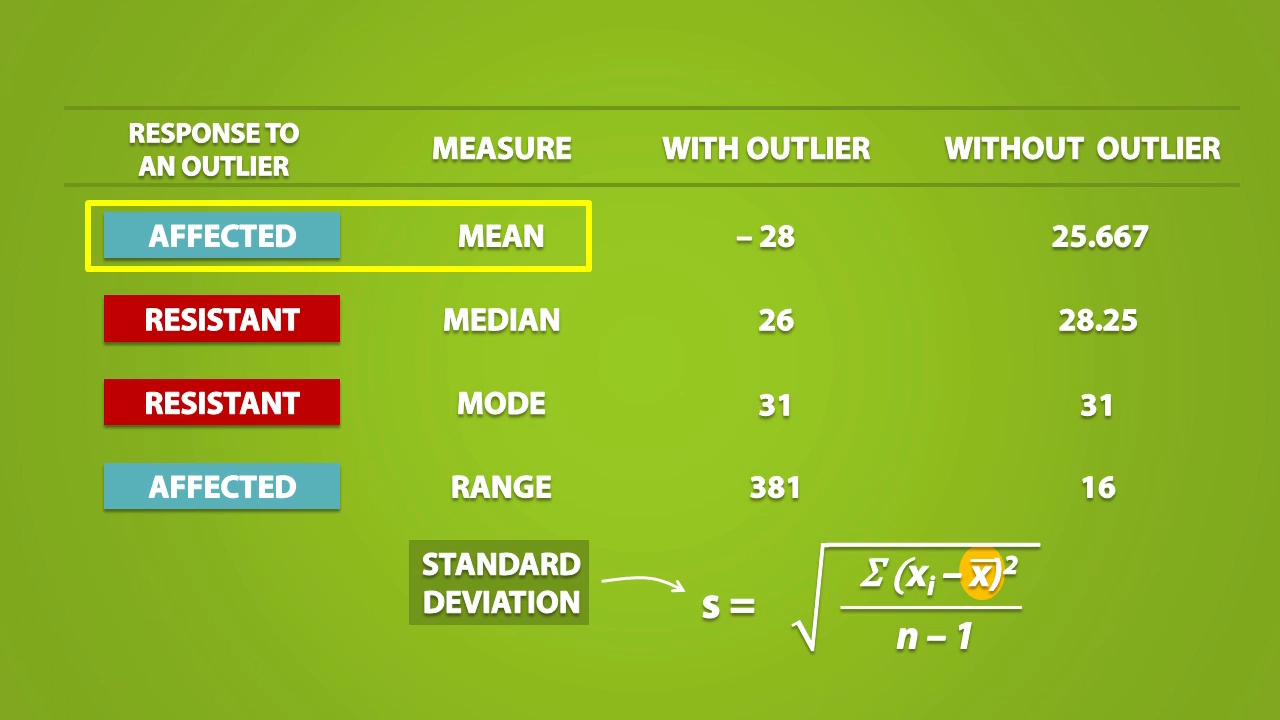 RESPONSE TO
AN OUTLIER
MEASURE
WITH OUTLIER
WITHOUT OUTLIER
AFFECTED MEAN – 28 25.667
RESISTANT MEDIAN 26 28.25
RESISTANT MODE 31 31
AFFECTED RANGE 381 16
STANDARD
DEVIATION
s = √ Σ (xᵢ – x̅)²
n – 1